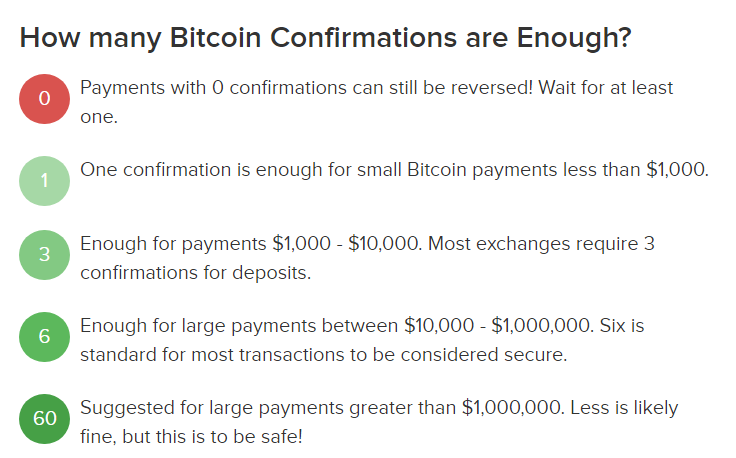 How many Bitcoin Confirmations are Enough?
0
Payments with 0 confirmations can still be reversed! Wait for at least
one.
1
One confirmation is enough for small Bitcoin payments less than $1,000.
3
Enough for payments $1,000 - $10,000. Most exchanges require 3
confirmations for deposits.
6
Enough for large payments between $10,000 - $1,000,000. Six is
standard for most transactions to be considered secure.
60
Suggested for large payments greater than $1,000,000. Less is likely
fine, but this is to be safe!